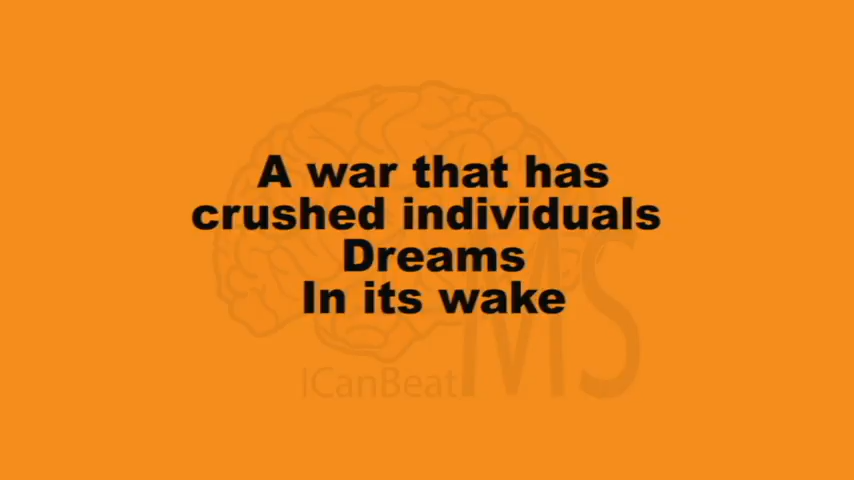 A war that has
crushed individuals
Dreams
In its wake
ICanBeatMS